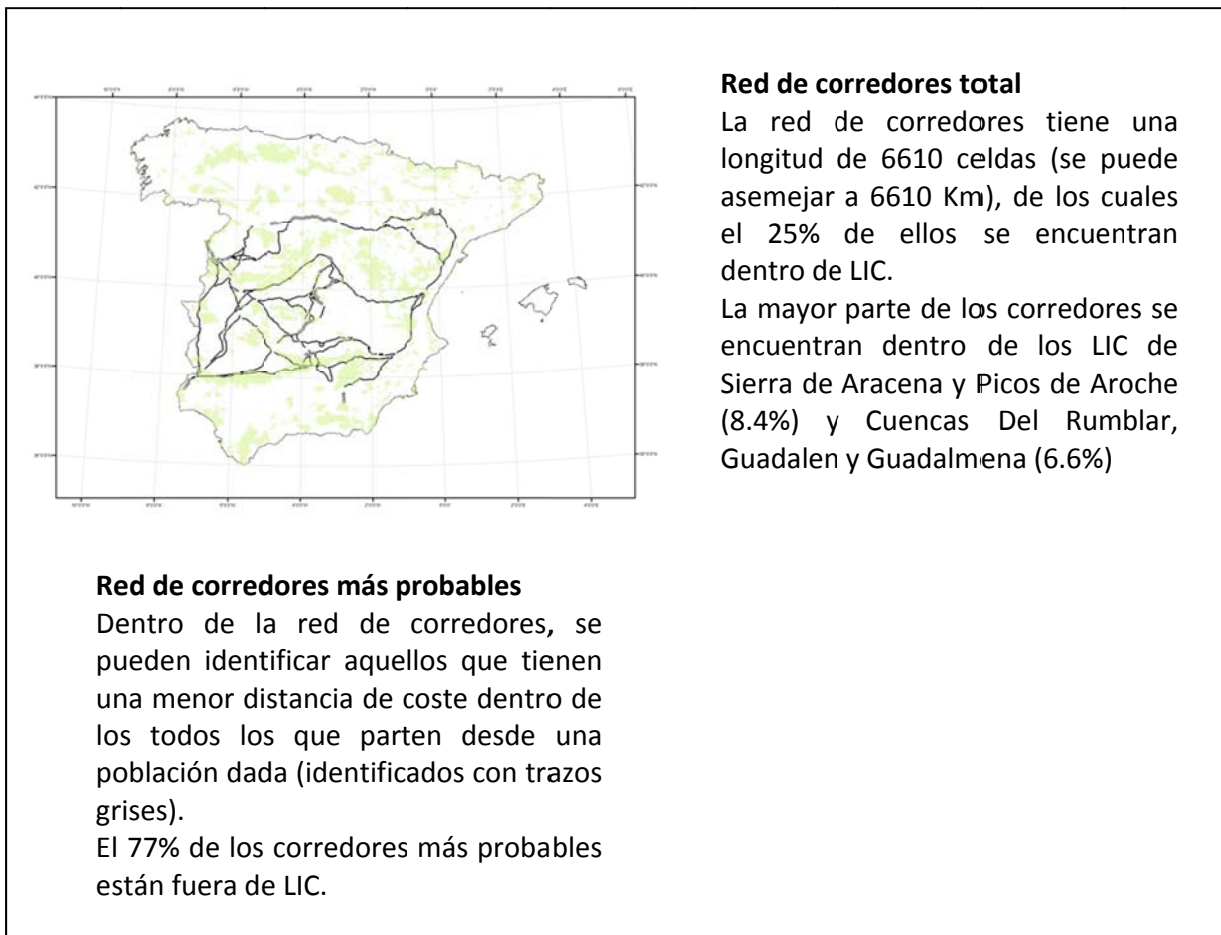 Red de corredores total
La red de corredores tiene una
longitud de 6610 celdas (se puede
asemejar a 6610 Km), de los cuales
el 25% de ellos se encuentran
dentro de LIC.
La mayor parte de los corredores se
encuentran dentro de los LIC de
Sierra de Aracena y Picos de Aroche
(8.4%) y Cuencas Del Rumblar,
Guadalen y Guadalmena (6.6%)
Red de corredores más probables
Dentro de la red de corredores, se
pueden identificar aquellos que tienen
una menor distancia de coste dentro de
los todos los que parten desde una
población dada (identificados con trazos
grises).
El 77% de los corredores más probables
están fuera de LIC.